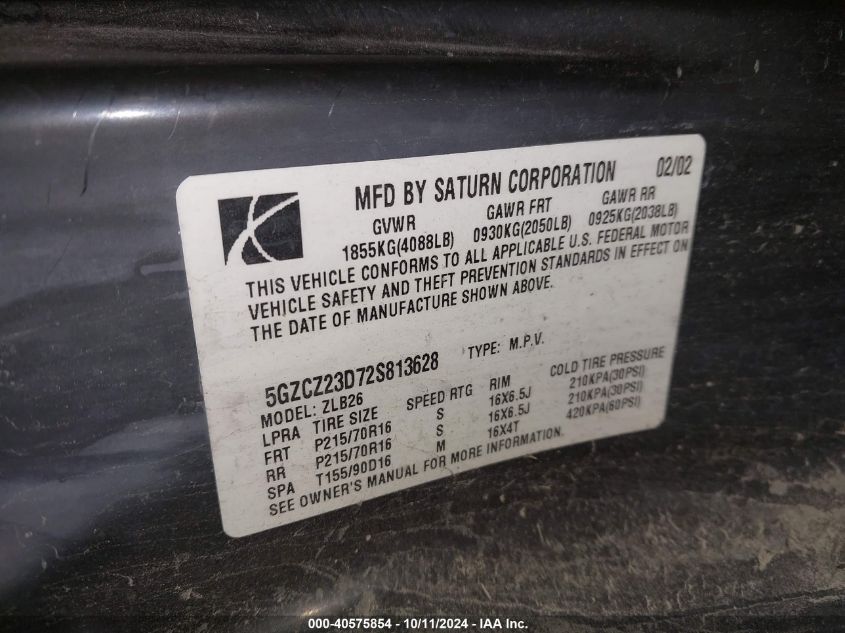 MFD BY SATURN CORPORATION 02/02
GVWR GAWR FRT GAWR RR
1855KG(4088LB) 0930KG(2050LB) 0925KG(2038LB)
THIS VEHICLE CONFORMS TO ALL APPLICABLE U.S. FEDERAL MOTOR
VEHICLE SAFETY AND THEFT PREVENTION STANDARDS IN EFFECT ON
THE DATE OF MANUFACTURE SHOWN ABOVE.
5GZCZ23D72S813628 TYPE: M.P.V.
MODEL: ZLB26
LPRA TIRE SIZE SPEED RTG RIM COLD TIRE PRESSURE
FRT P215/70R16 S 16X6.5J 210KPA(30PSI)
RR P215/70R16 S 16X6.5J 210KPA(30PSI)
SPA T155/90D16 M 16X4T 420KPA(60PSI)
SEE OWNER'S MANUAL FOR MORE INFORMATION.
000-40575854 - 10/11/2024 - IAA Inc.